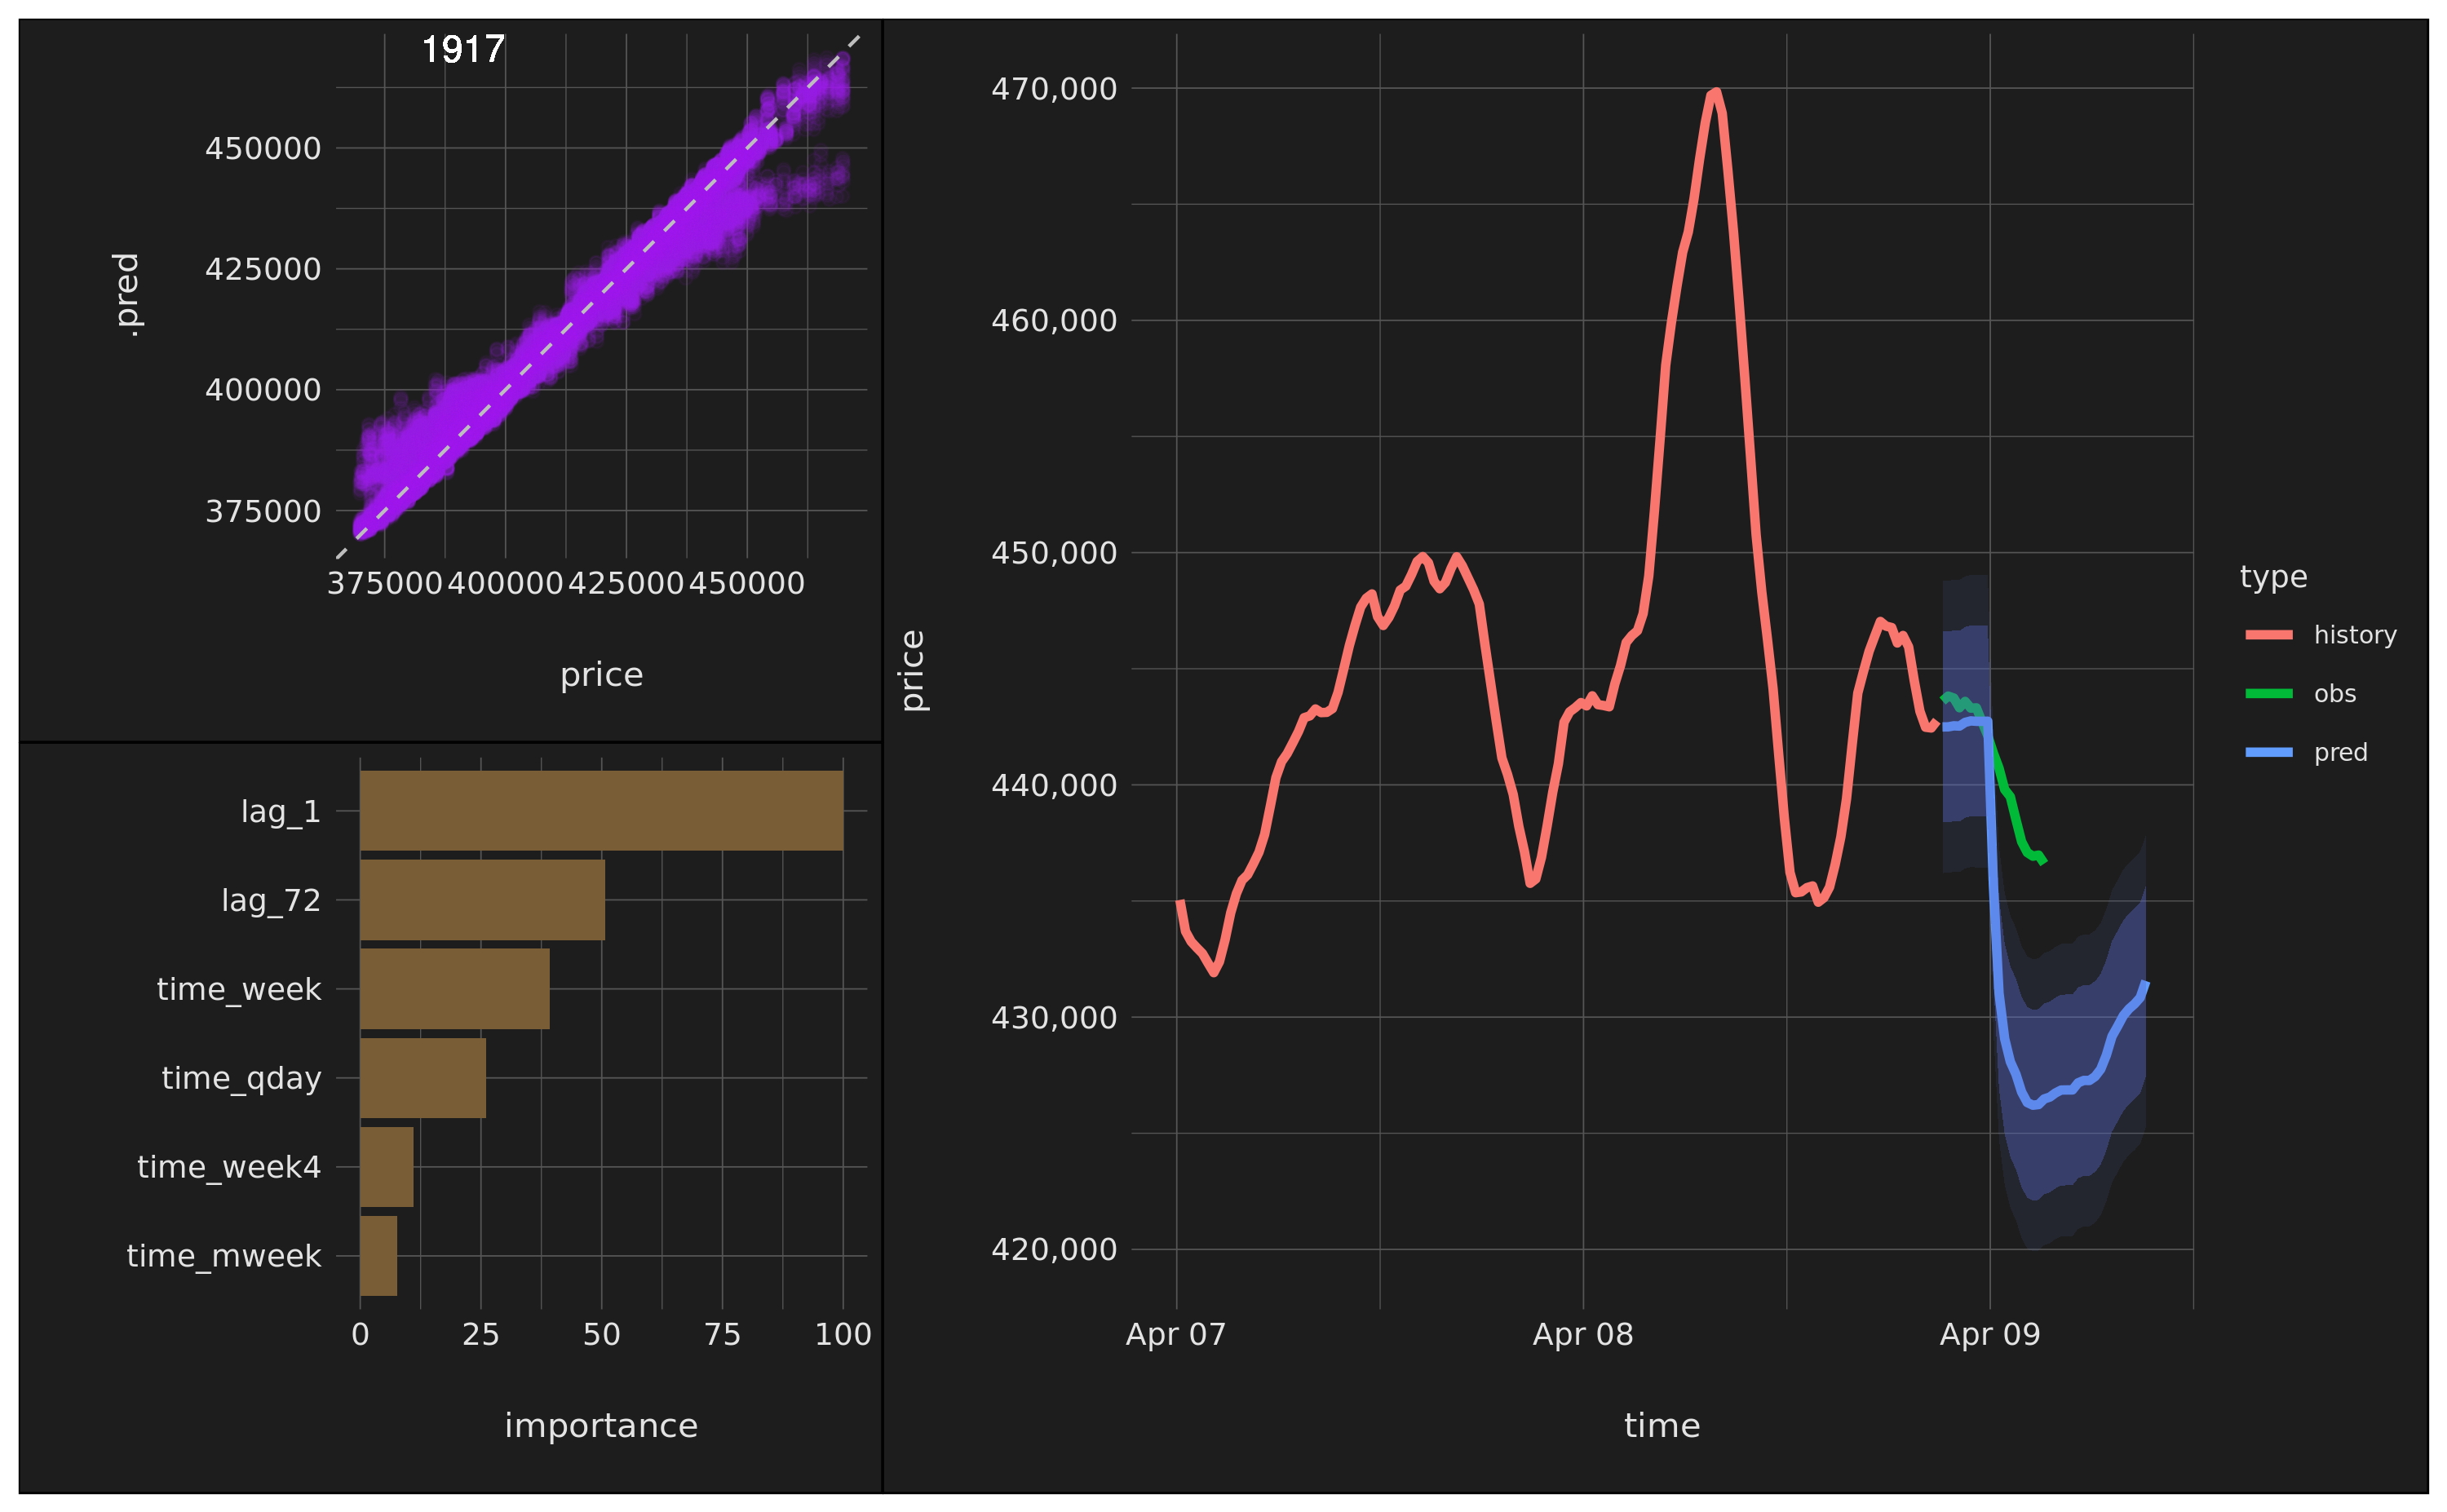 1917
.pred
450000
425000
400000
375000
375000 400000 425000 450000
price
lag_1
lag_72
time_week
time_qday
time_week4
time_mweek
0 25 50 75 100
importance
price
470,000
460,000
450,000
440,000
430,000
420,000
Apr 07 Apr 08 Apr 09
time
type
history
obs
pred